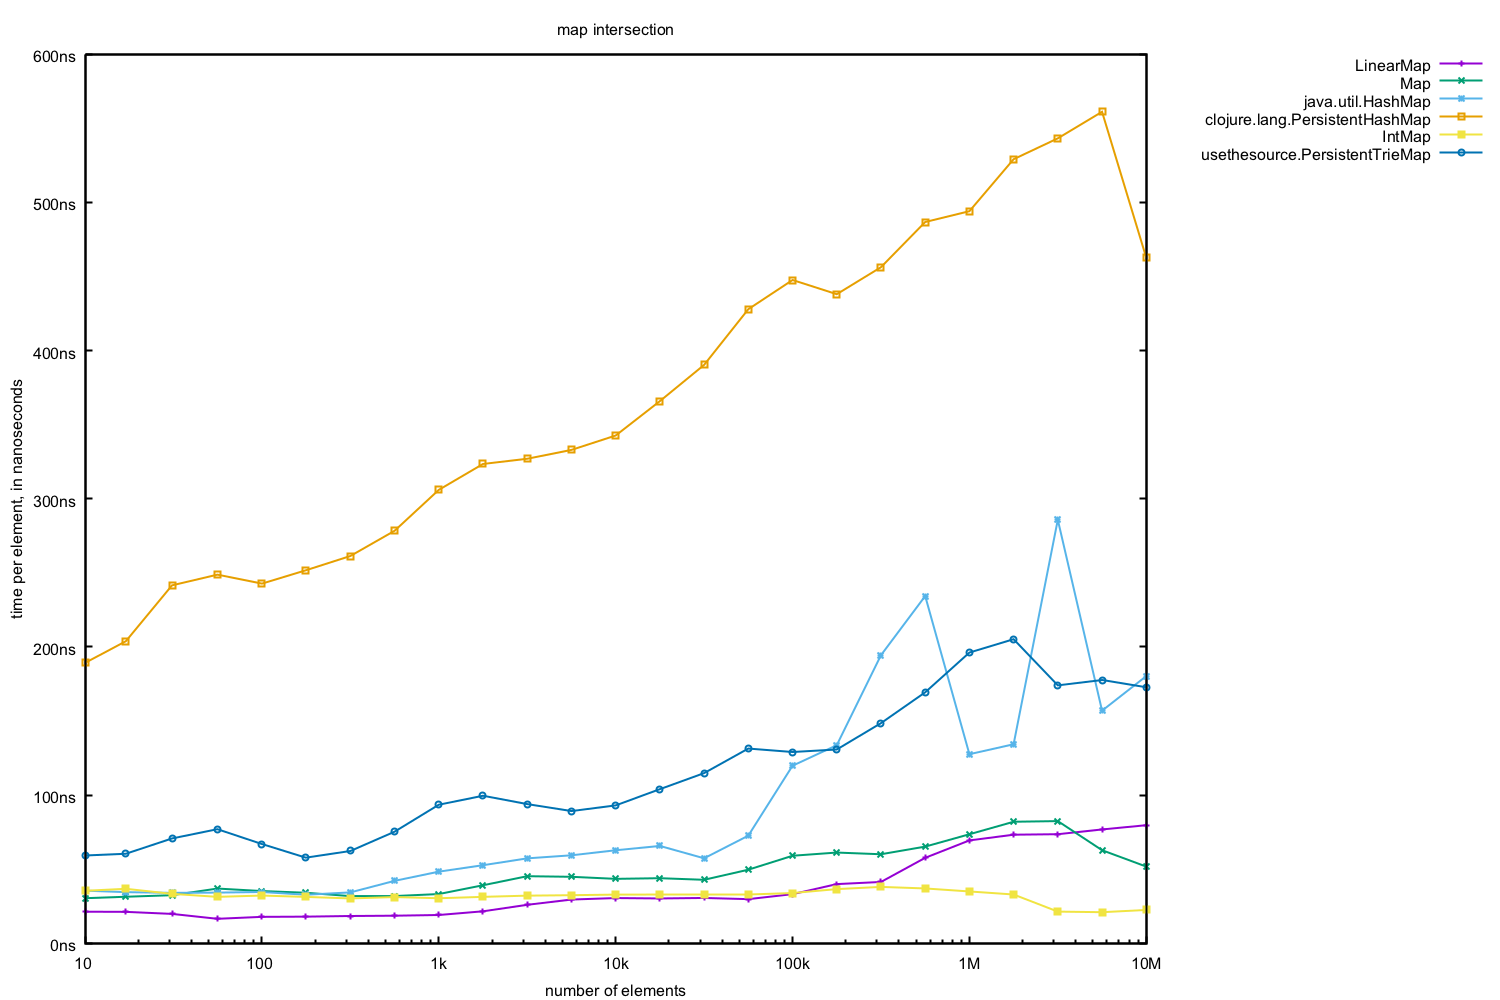 map intersection
600ns
500ns
400ns
300ns
200ns
100ns
0ns
time per element, in nanoseconds
10
100
1k
10k
100k
1M
10M
number of elements
LinearMap
Map
java.util.HashMap
clojure.lang.PersistentHashMap
IntMap
usethesource.PersistentTrieMap